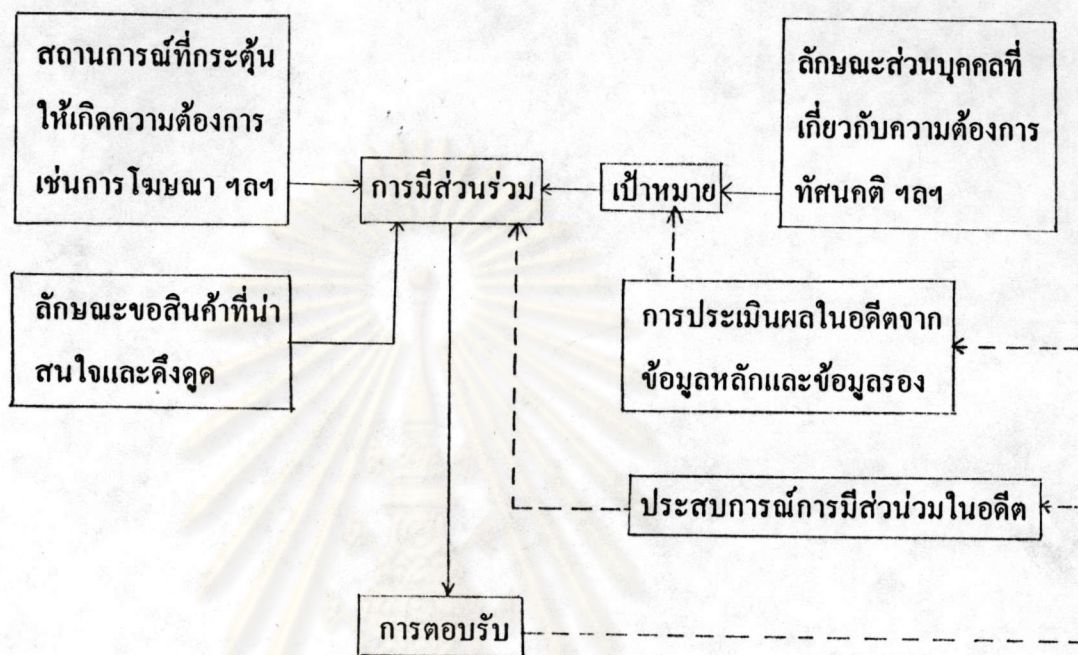 สถานการณ์ที่กระตุ้น
ให้เกิดความต้องการ
เช่นการโฆษณา ฯลฯ
ลักษณะส่วนบุคคลที่
เกี่ยวกับความต้องการ
ทัศนคติ ฯลฯ
การมีส่วนร่วม
เป้าหมาย
ลักษณะขอสินค้าที่น่า
สนใจและดึงดูด
การประเมินผลในอดีตจาก
ข้อมูลหลักและข้อมูลรอง
ประสบการณ์การมีส่วน่วมในอดีต
การตอบรับ